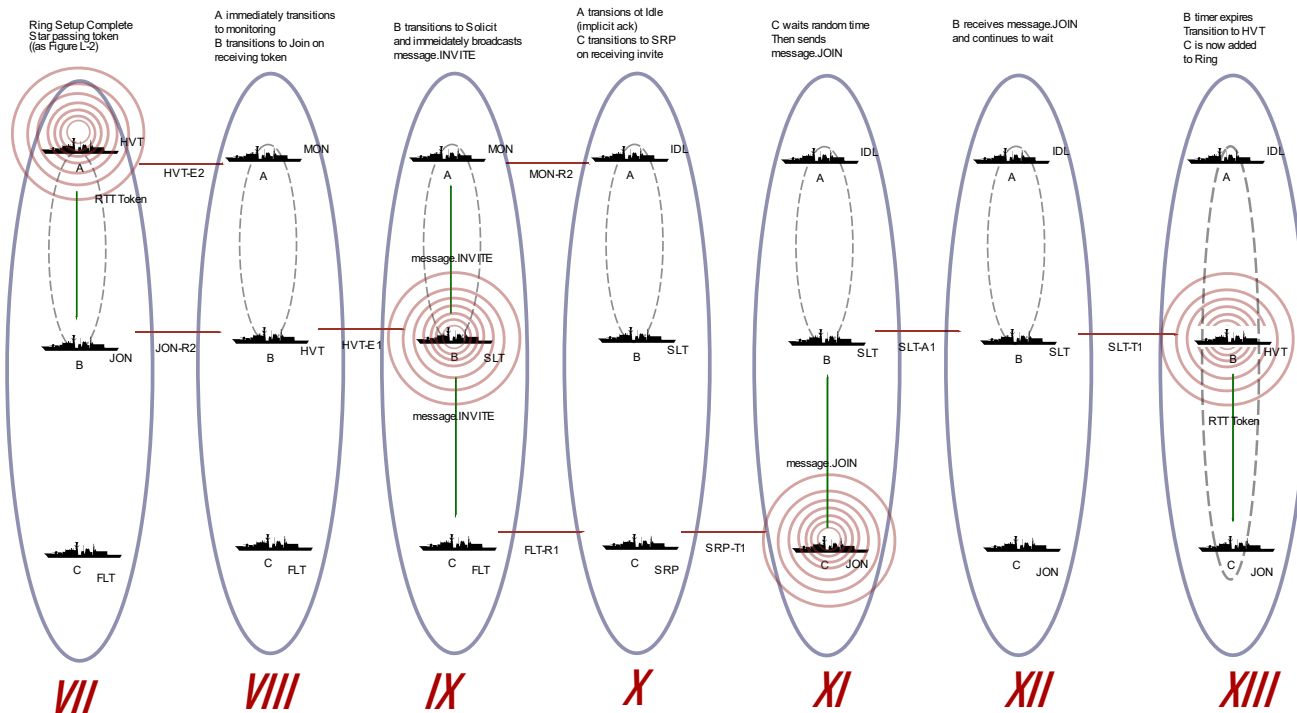 Ring Setup Complete
Star passing token
((as Figure L-2)
A immediately transitions
to monitoring
B transitions to Join on
receiving token
B transitions to Solicit
and immeidately broadcasts
message.INVITE
A transions ot Idle
(implicit ack)
C transitions to SRP
on receiving invite
C waits random time
Then sends
message.JOIN
B receives message.JOIN
and continues to wait
B timer expires
Transition to HVT
C is now added
to Ring
HVT
A
RTT Token
HVT-E2
MON
A
MON
A
MON-R2
IDL
A
IDL
A
IDL
A
IDL
A
message.INVITE
B
JON
JON-R2
B
HVT
HVT-E1
B
SLT
B
SLT
B
SLT
SLT-A1
B
SLT
SLT-T1
B
HVT
message.INVITE
RTT Token
message.JOIN
C
FLT
C
FLT
C
FLT
FLT-R1
C
SRP
SRP-T1
C
JON
C
JON
C
JON
VII
VIII
IX
X
XI
XII
XIII